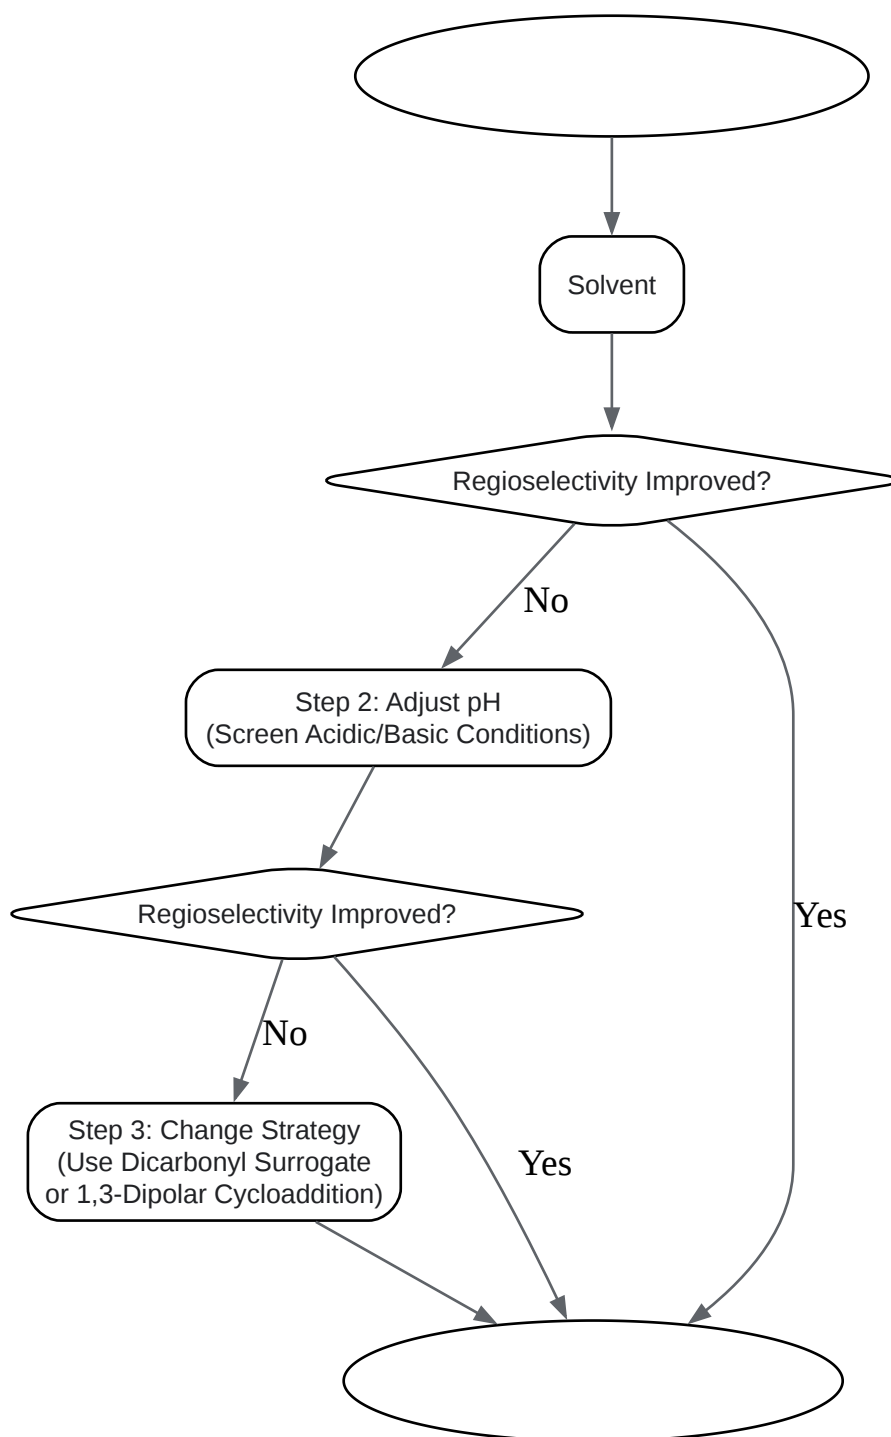 Solvent
Regioselectivity Improved?
No
Step 2: Adjust pH
(Screen Acidic/Basic Conditions)
Regioselectivity Improved?
Yes
No
Step 3: Change Strategy
(Use Dicarbonyl Surrogate
or 1,3-Dipolar Cycloaddition)
Yes